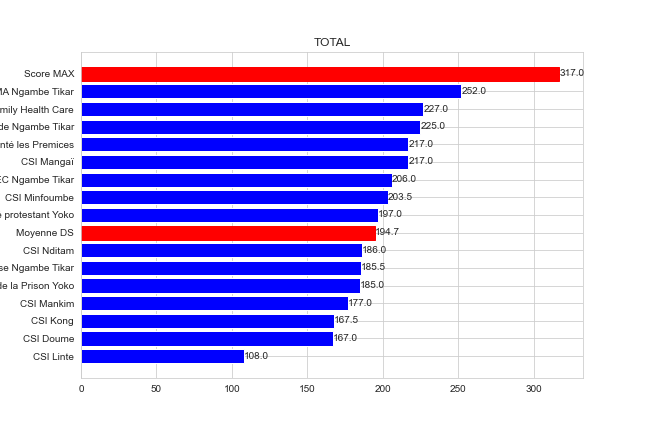 TOTAL
Score MAX 317.0
MA Ngambe Tikar 252.0
mily Health Care 227.0
de Ngambe Tikar 225.0
nté les Premices 217.0
CSI Mangaï 217.0
EC Ngambe Tikar 206.0
CSI Minfoumbe 203.5
e protestant Yoko 197.0
Moyenne DS 194.7
CSI Nditam 186.0
se Ngambe Tikar 185.5
de la Prison Yoko 185.0
CSI Mankim 177.0
CSI Kong 167.5
CSI Doume 167.0
CSI Linte 108.0
0 50 100 150 200 250 300